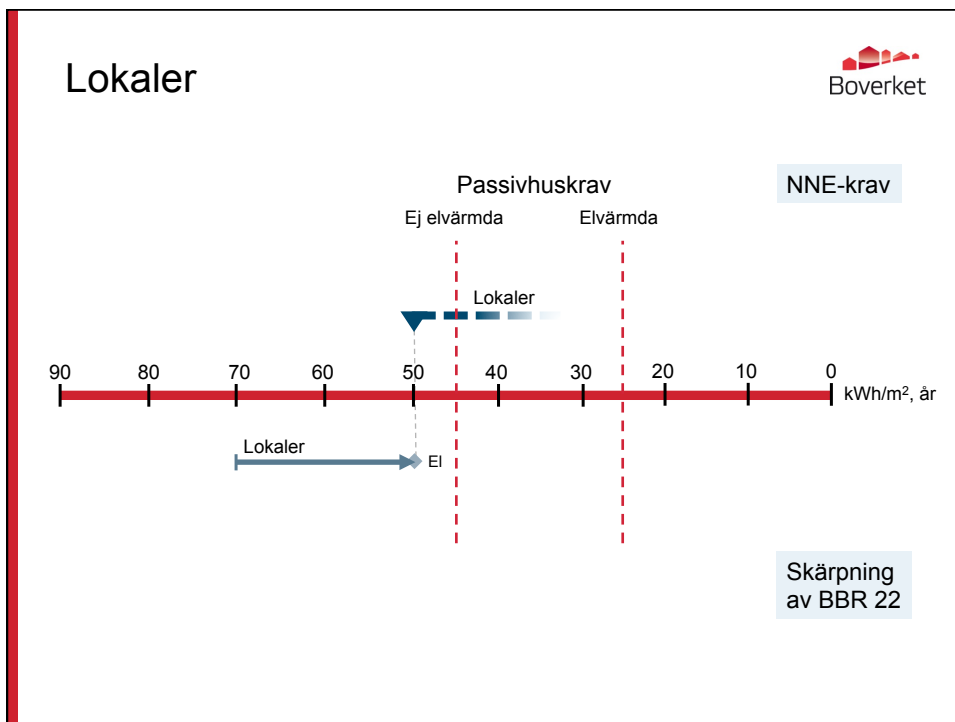 Lokaler
Boverket
Passivhuskrav
NNE-krav
Ej elvärmda
Elvärmda
Lokaler
90 80 70 60 50 40 30 20 10 0
kWh/m², år
Lokaler
El
Skärpning
av BBR 22